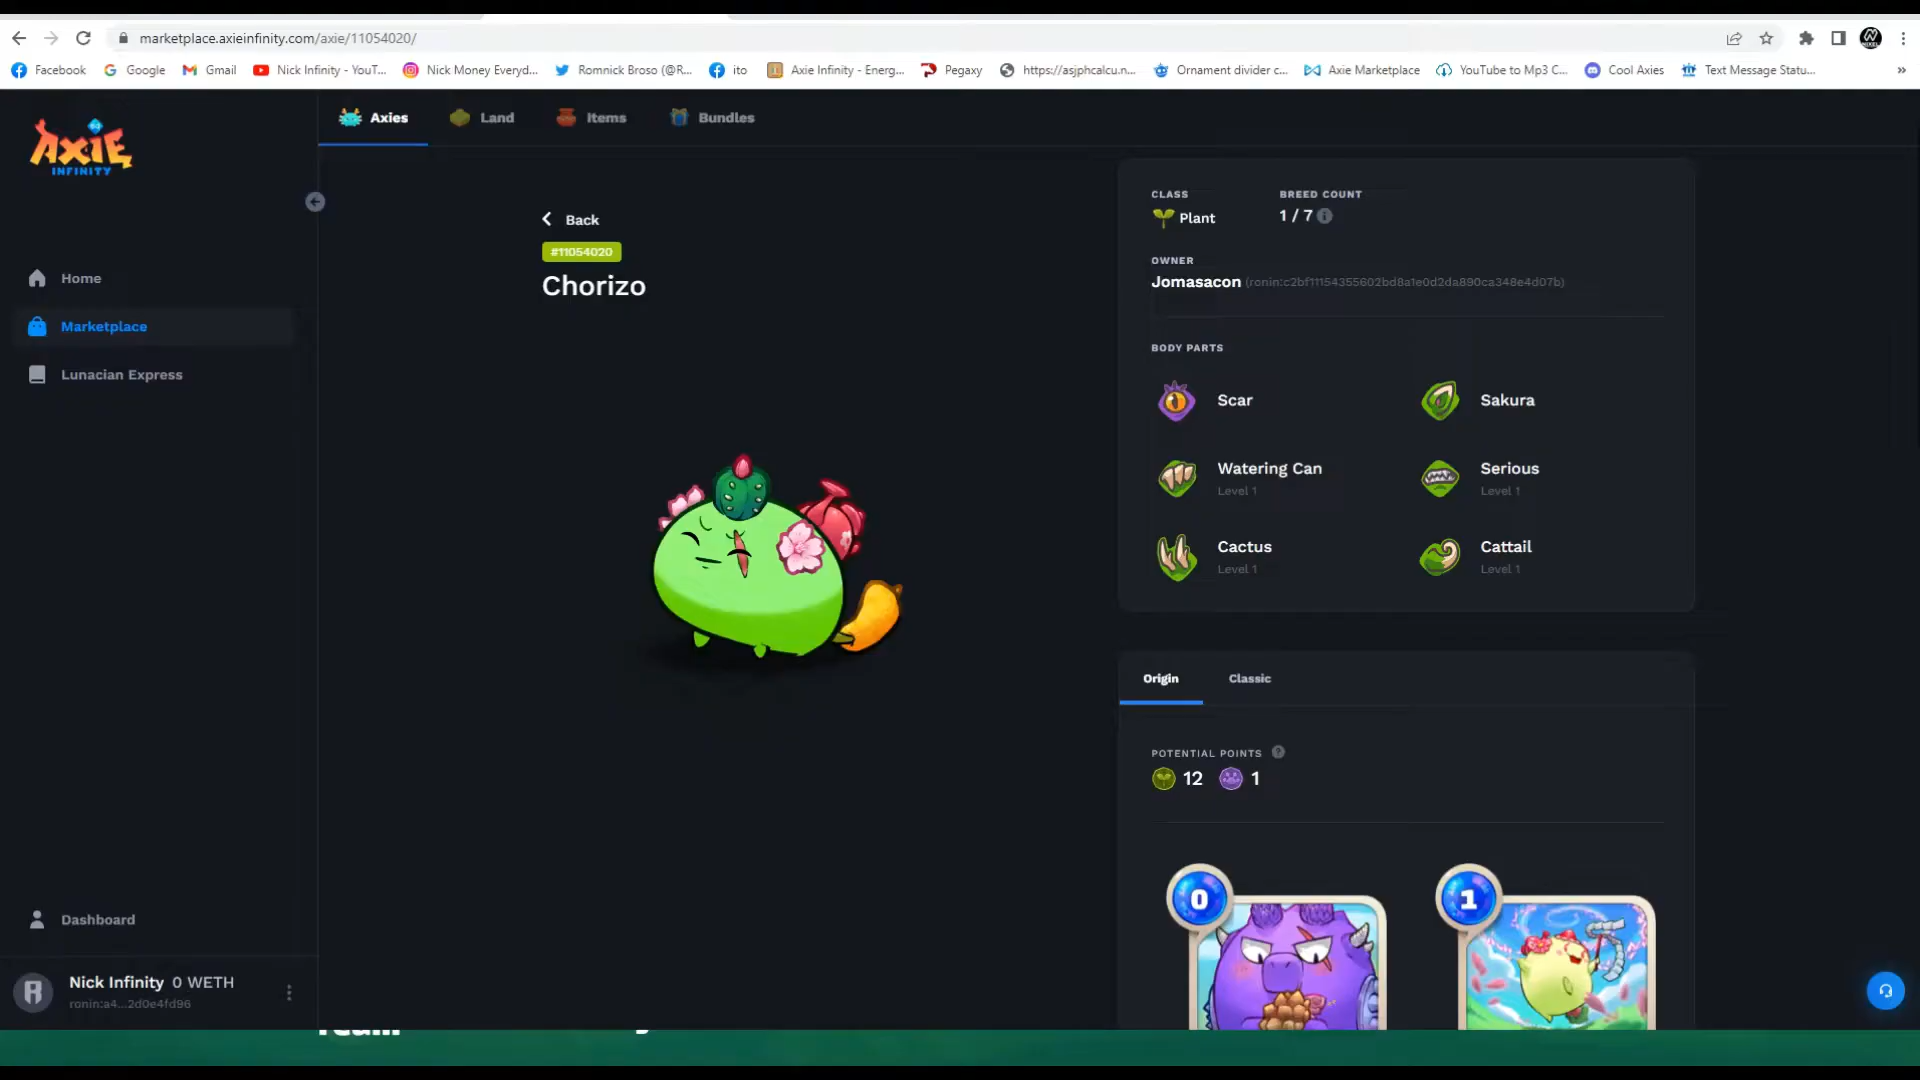 marketplace.axieinfinity.com/axie/11054020/
Facebook
Google
Gmail
Nick Infinity - YouT...
Nick Money Everyd...
Romnick Broso (@R...
ito
Axie Infinity - Energ...
Pegaxy
https://asjphcalcu.n...
Ornament divider c...
Axie Marketplace
YouTube to Mp3 C...
Cool Axies
Text Message Statu...
»
AXIE
INFINITY
Axies
Land
Items
Bundles
Home
Marketplace
Lunacian Express
Dashboard
Nick Infinity 0 WETH
ronin:a4...2d0e4fd96
Back
#11054020
Chorizo
CLASS
Plant
BREED COUNT
1 / 7
OWNER
Jomasacon (ronin:c2bf11154355602bd8a1e0d2da890ca348e4d07b)
BODY PARTS
Scar
Sakura
Watering Can
Level 1
Serious
Level 1
Cactus
Level 1
Cattail
Level 1
Origin
Classic
POTENTIAL POINTS
12
1
0
1